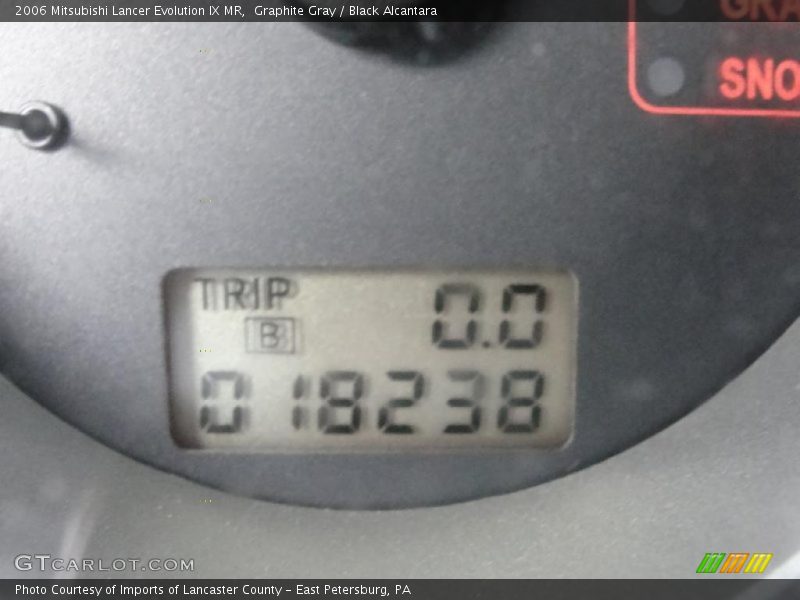 2006 Mitsubishi Lancer Evolution IX MR,  Graphite Gray / Black Alcantara
SNO
TRIP 0.0
B
018238
GTCARLOT.COM
Photo Courtesy of Imports of Lancaster County – East Petersburg, PA